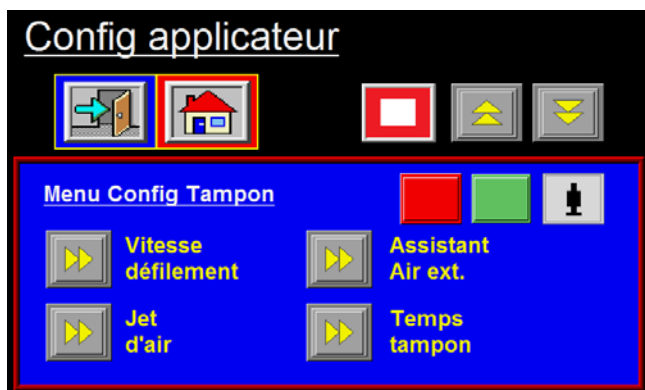 Config applicateur
Menu Config Tampon
Vitesse
défilement
Assistant
Air ext.
Jet
d'air
Temps
tampon